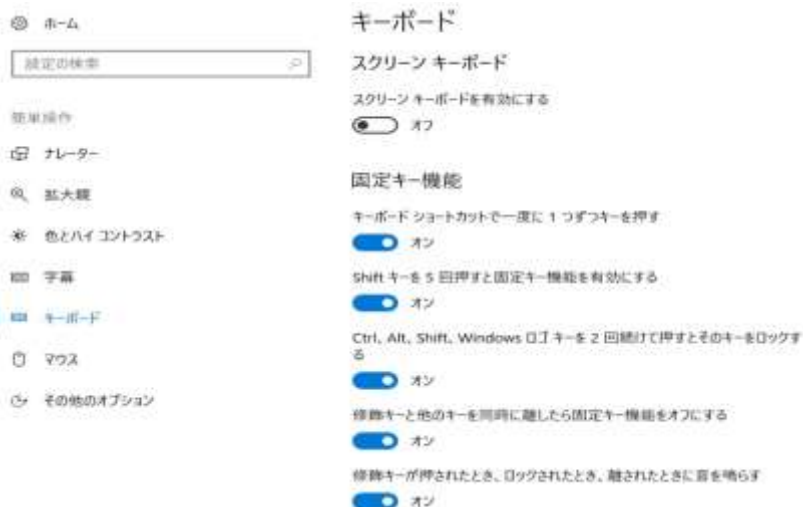 ホーム
設定の検索
簡単操作
ナレーター
拡大鏡
色とハイ コントラスト
字幕
キーボード
マウス
その他のオプション
キーボード
スクリーン キーボード
スクリーン キーボードを有効にする
オフ
固定キー機能
キーボード ショートカットで一度に 1 つずつキーを押す
オン
Shift キーを 5 回押すと固定キー機能を有効にする
オン
Ctrl、Alt、Shift、Windows ロゴ キーを 2 回続けて押すとそのキーをロックす
る
オン
修飾キーと他のキーを同時に離したら固定キー機能をオフにする
オン
修飾キーが押されたとき、ロックされたとき、離されたときに音を鳴らす
オン